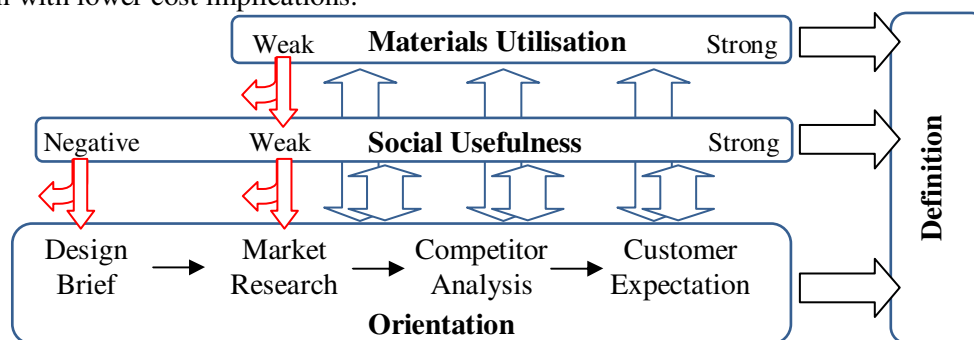 with lower cost implications.
Weak Materials Utilisation Strong
Negative Weak Social Usefulness Strong
Definition
Design Market Competitor Customer
Brief Research Analysis Expectation
Orientation